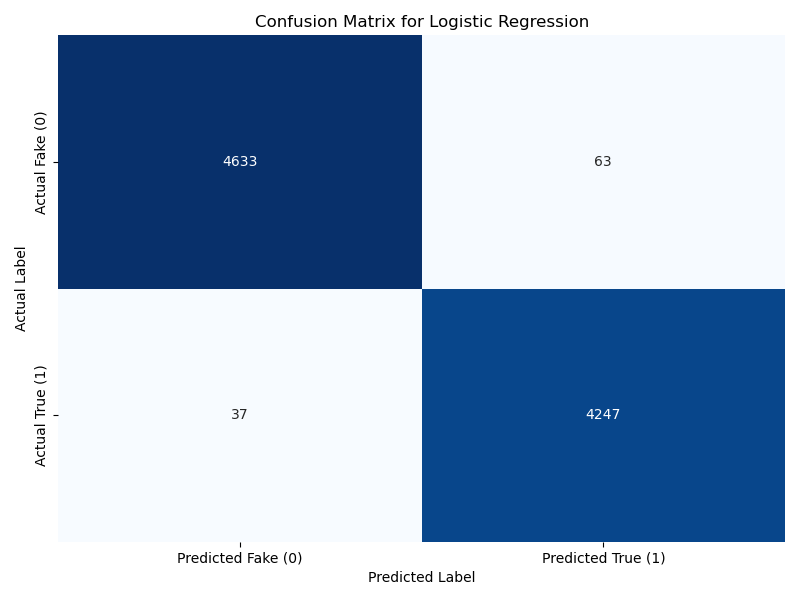 Confusion Matrix for Logistic Regression
Actual Label
Actual Fake (0)
4633
63
Actual True (1)
37
4247
Predicted Fake (0)
Predicted True (1)
Predicted Label